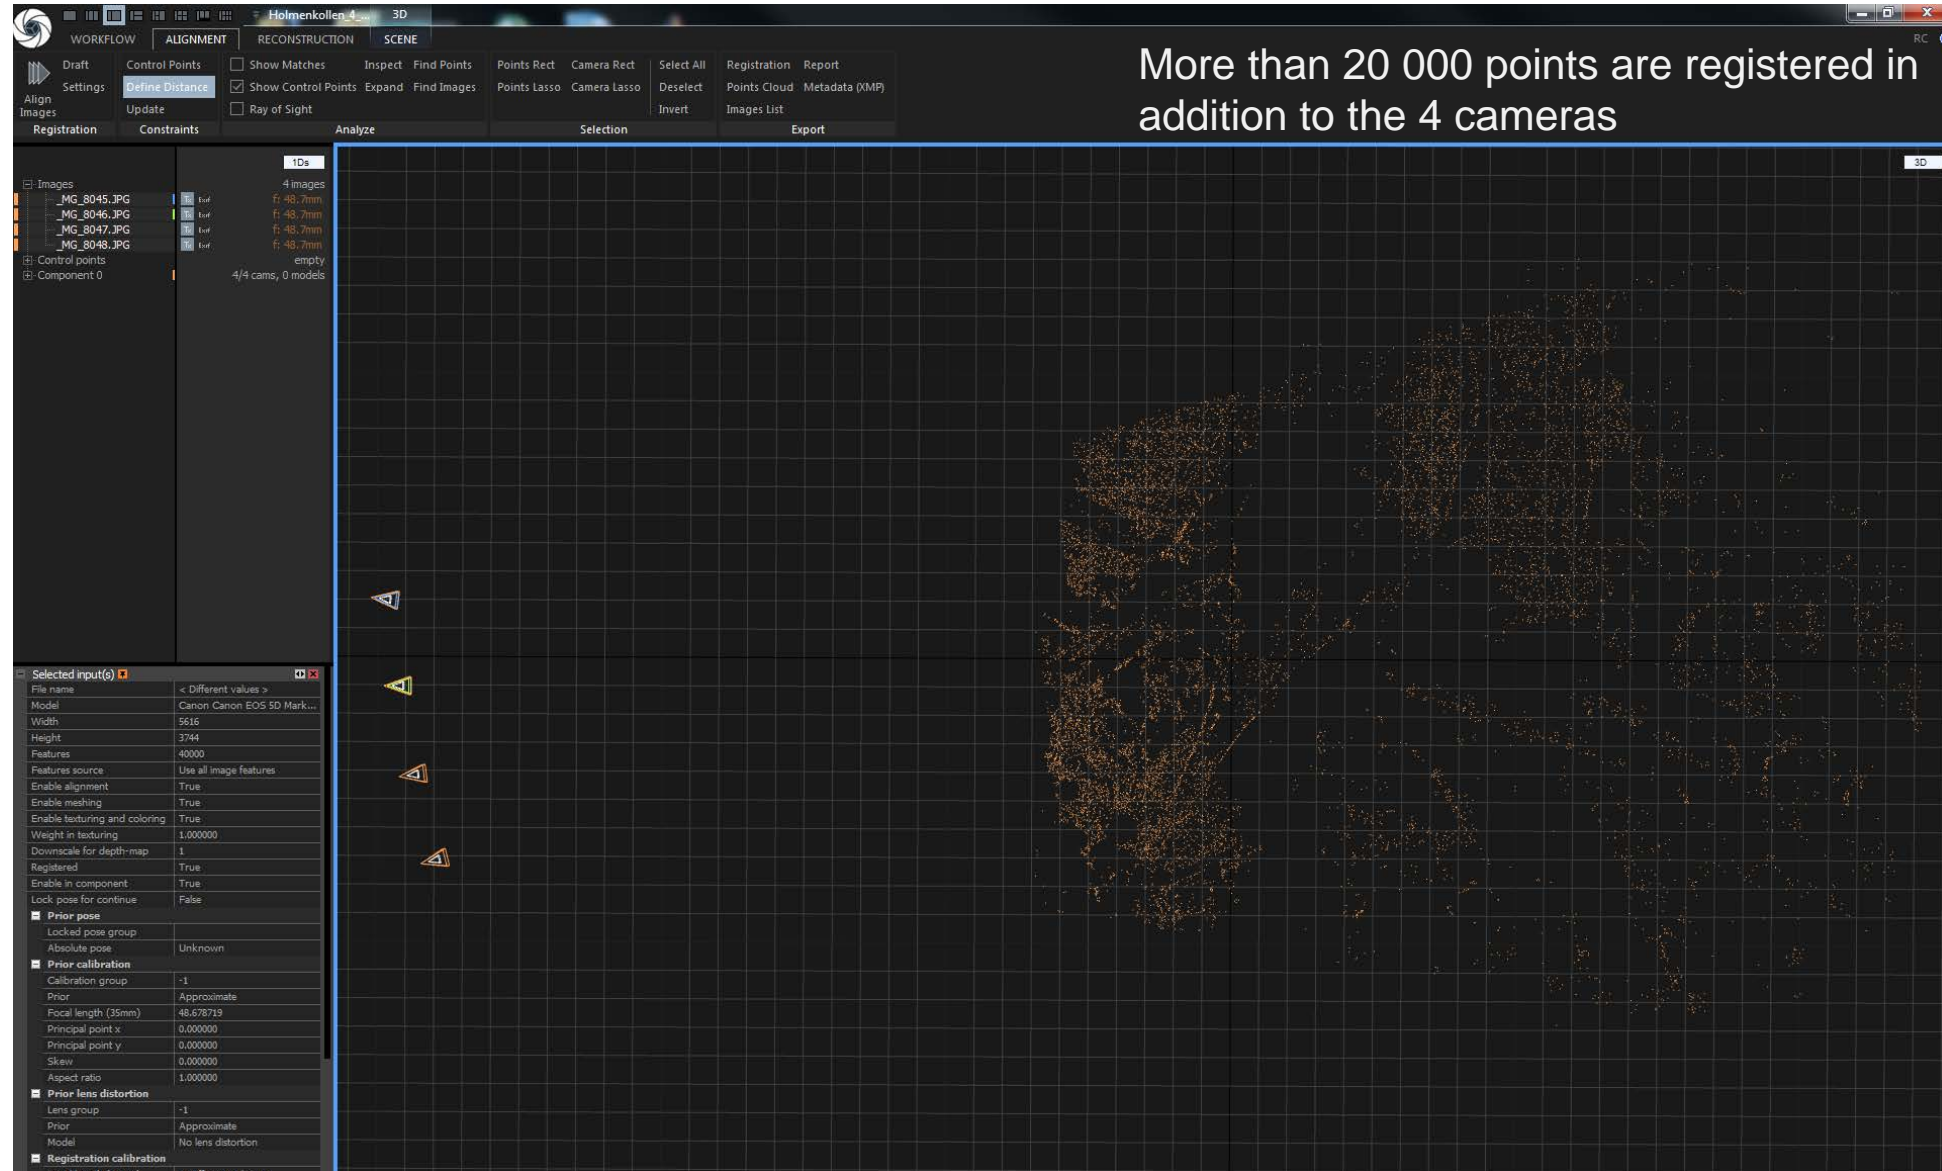 Holmenkollen_4_... 3D
WORKFLOW ALIGNMENT RECONSTRUCTION SCENE
RC
More than 20 000 points are registered in
addition to the 4 cameras
Align
Images
Draft
Settings
Registration
Control Points
Define Distance
Update
Constraints
Show Matches Inspect Find Points
Show Control Points Expand Find Images
Ray of Sight
Analyze
Points Rect Camera Rect Select All
Points Lasso Camera Lasso Deselect
Invert
Selection
Registration Report
Points Cloud Metadata (XMP)
Images List
Export
1Ds
3D
Images 4 images
_MG_8045.JPG f: 48.7mm
_MG_8046.JPG f: 48.7mm
_MG_8047.JPG f: 48.7mm
_MG_8048.JPG f: 48.7mm
Control points empty
Component 0 4/4 cams, 0 models
Selected input(s)
File name < Different values >
Model Canon Canon EOS 5D Mark...
Width 5616
Height 3744
Features 40000
Features source Use all image features
Enable alignment True
Enable meshing True
Enable texturing and coloring True
Weight in texturing 1.000000
Downscale for depth-map 1
Registered True
Enable in component True
Lock pose for continue False
Prior pose
Locked pose group
Absolute pose Unknown
Prior calibration
Calibration group -1
Prior Approximate
Focal length (35mm) 48.678719
Principal point x 0.000000
Principal point y 0.000000
Skew 0.000000
Aspect ratio 1.000000
Prior lens distortion
Lens group -1
Prior Approximate
Model No lens distortion
Registration calibration